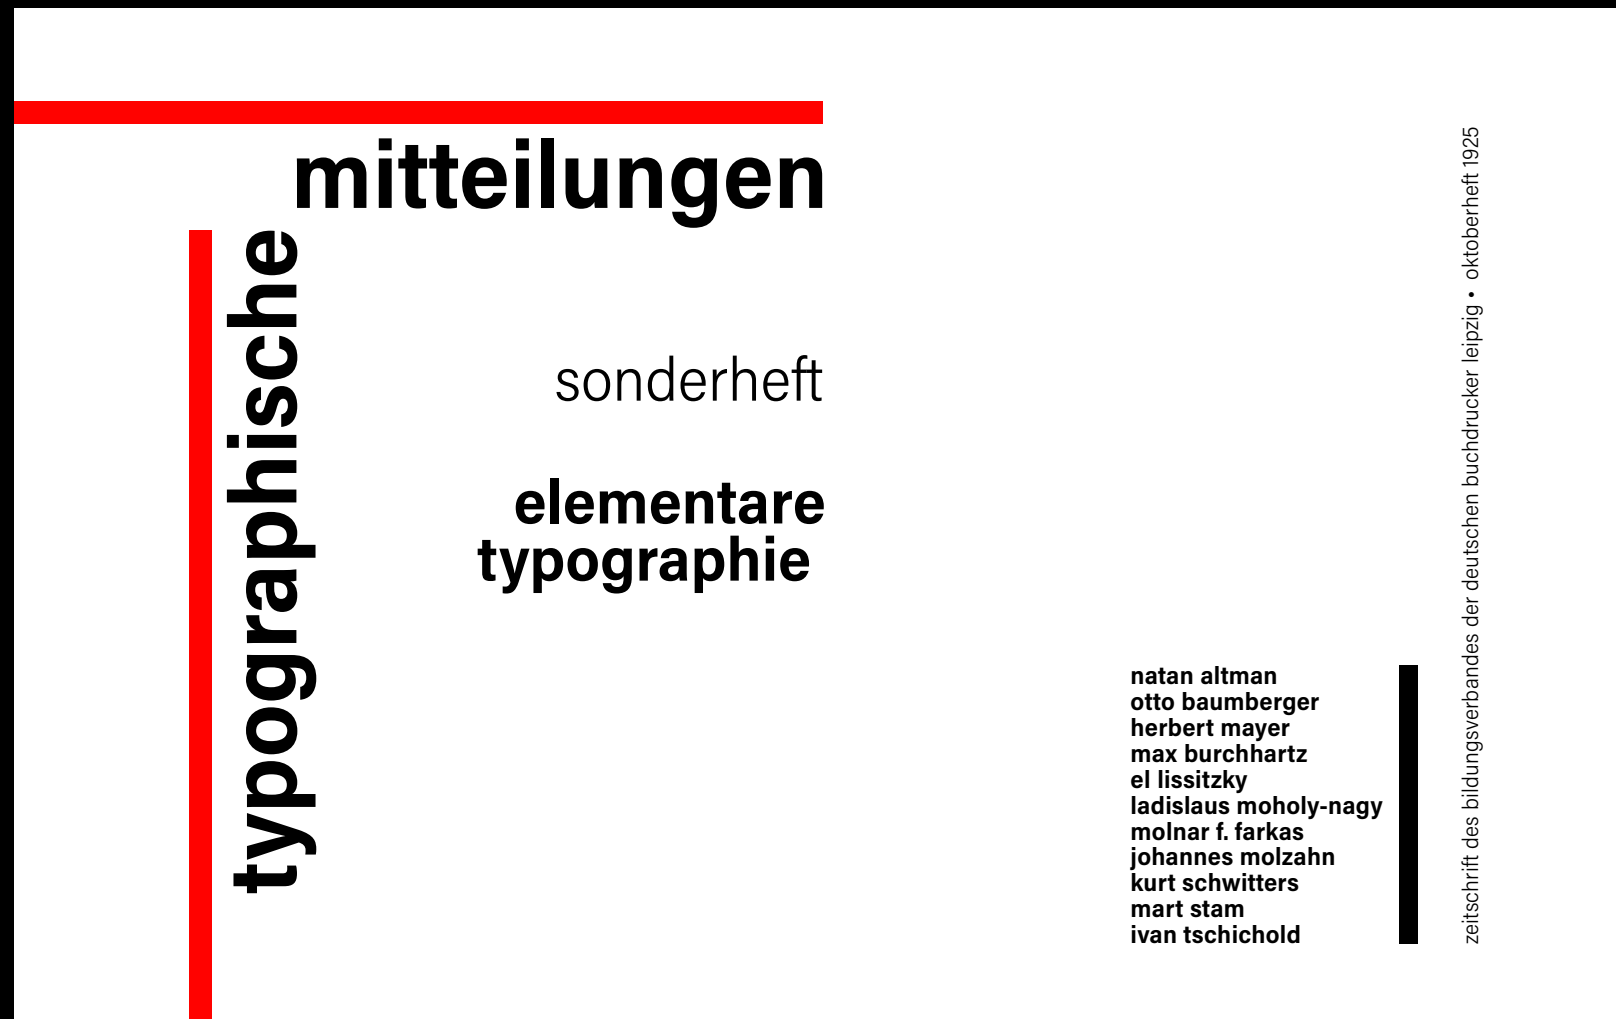 typographische
mitteilungen
sonderheft
elementare
typographie
natan altman
otto baumberger
herbert mayer
max burchhartz
el lissitzky
ladislaus moholy-nagy
molnar f. farkas
johannes molzahn
kurt schwitters
mart stam
ivan tschichold
zeitschrift des bildungsverbandes der deutschen buchdrucker leipzig • oktoberheft 1925